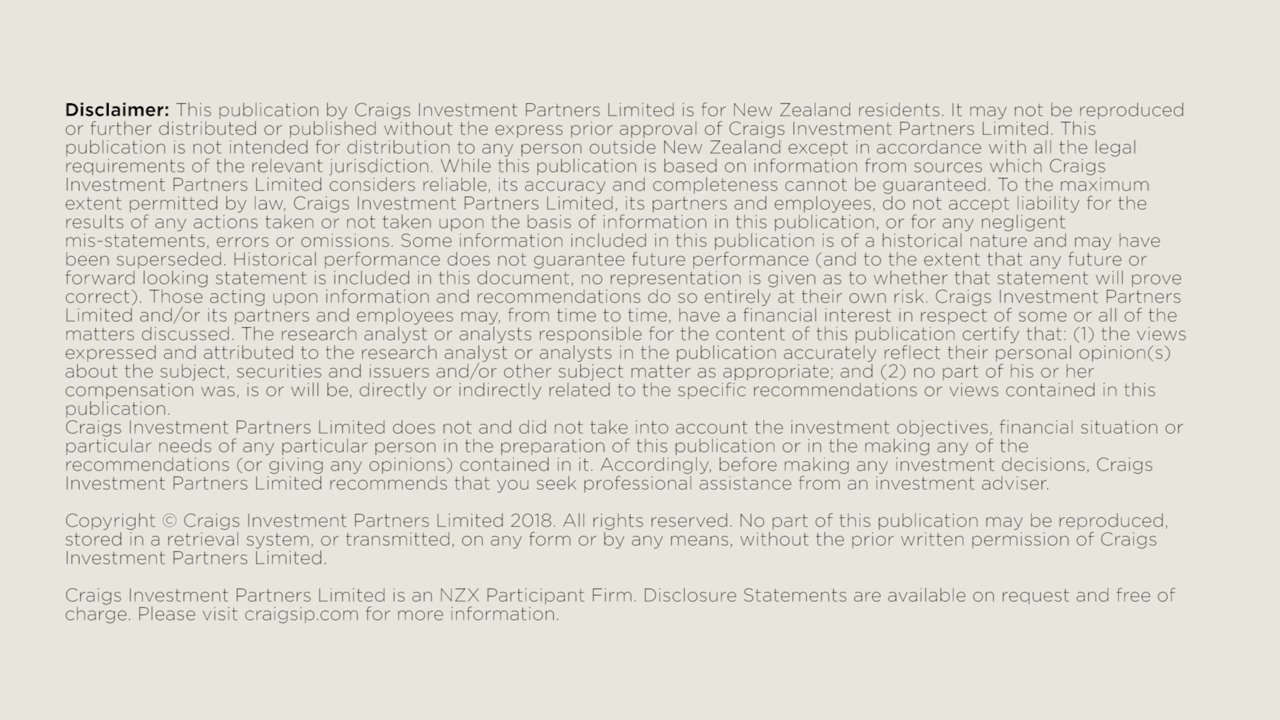 Disclaimer: This publication by Craigs Investment Partners Limited is for New Zealand residents. It may not be reproduced
or further distributed or published without the express prior approval of Craigs Investment Partners Limited. This
publication is not intended for distribution to any person outside New Zealand except in accordance with all the legal
requirements of the relevant jurisdiction. While this publication is based on information from sources which Craigs
Investment Partners Limited considers reliable, its accuracy and completeness cannot be guaranteed. To the maximum
extent permitted by law, Craigs Investment Partners Limited, its partners and employees, do not accept liability for the
results of any actions taken or not taken upon the basis of information in this publication, or for any negligent
mis-statements, errors or omissions. Some information included in this publication is of a historical nature and may have
been superseded. Historical performance does not guarantee future performance (and to the extent that any future or
forward looking statement is included in this document, no representation is given as to whether that statement will prove
correct). Those acting upon information and recommendations do so entirely at their own risk. Craigs Investment Partners
Limited and/or its partners and employees may, from time to time, have a financial interest in respect of some or all of the
matters discussed. The research analyst or analysts responsible for the content of this publication certify that: (1) the views
expressed and attributed to the research analyst or analysts in the publication accurately reflect their personal opinion(s)
about the subject, securities and issuers and/or other subject matter as appropriate; and (2) no part of his or her
compensation was, is or will be, directly or indirectly related to the specific recommendations or views contained in this
publication.
Craigs Investment Partners Limited does not and did not take into account the investment objectives, financial situation or
particular needs of any particular person in the preparation of this publication or in the making any of the
recommendations (or giving any opinions) contained in it. Accordingly, before making any investment decisions, Craigs
Investment Partners Limited recommends that you seek professional assistance from an investment adviser.
Copyright © Craigs Investment Partners Limited 2018. All rights reserved. No part of this publication may be reproduced,
stored in a retrieval system, or transmitted, on any form or by any means, without the prior written permission of Craigs
Investment Partners Limited.
Craigs Investment Partners Limited is an NZX Participant Firm. Disclosure Statements are available on request and free of
charge. Please visit craigsip.com for more information.